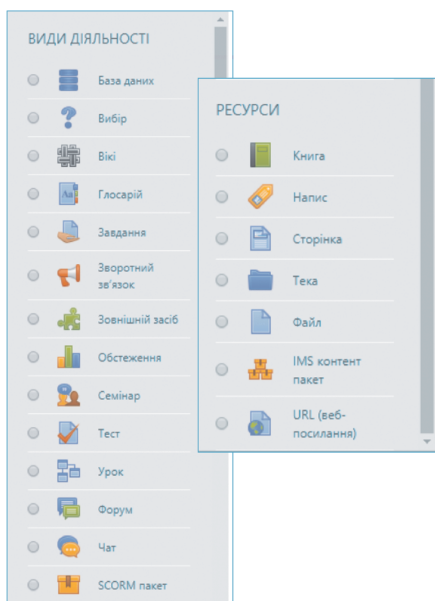 ВИДИ ДІЯЛЬНОСТІ
База даних
Вибір
Вікі
Глосарій
Завдання
Зворотний
зв'язок
Зовнішній засіб
Обстеження
Семінар
Тест
Урок
Форум
Чат
SCORM пакет
РЕСУРСИ
Книга
Напис
Сторінка
Тека
Файл
IMS контент
пакет
URL (веб-
посилання)